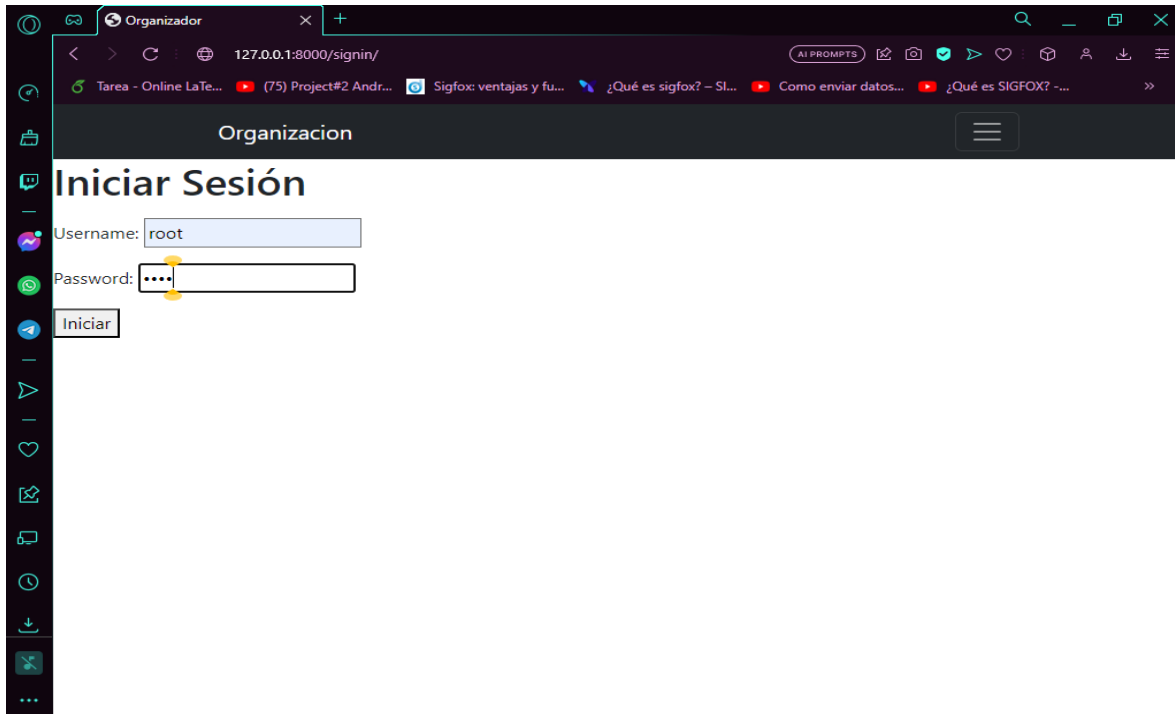 Organizador
127.0.0.1:8000/signin/
AI PROMPTS
Tarea - Online LaTe...
(75) Project#2 Andr...
Sigfox: ventajas y fu...
¿Qué es sigfox? – SI...
Como enviar datos...
¿Qué es SIGFOX? -...
Organizacion
Iniciar Sesión
Username: root
Password: ••••
Iniciar